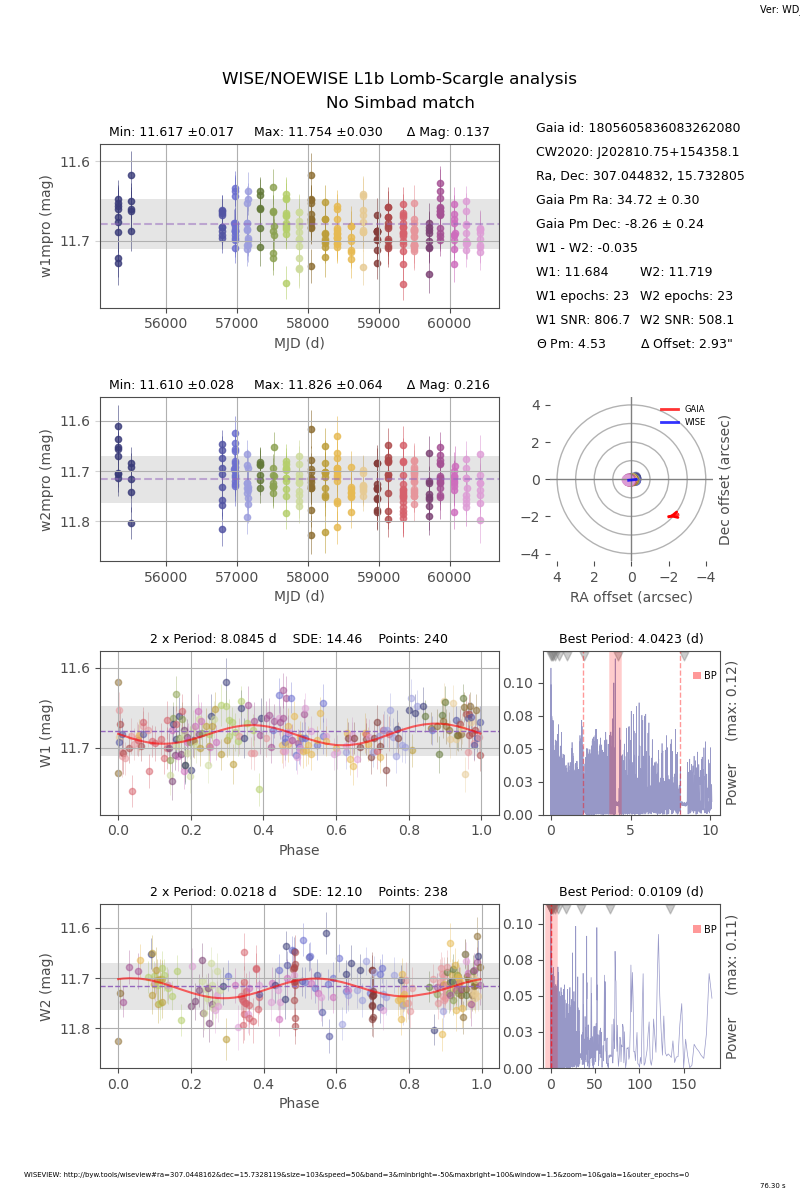 Ver: WD_
WISE/NOEWISE L1b Lomb-Scargle analysis
No Simbad match
Min: 11.617 ±0.017 Max: 11.754 ±0.030 Δ Mag: 0.137
11.6
11.7
w1mpro (mag)
56000 57000 58000 59000 60000
MJD (d)
Gaia id: 1805605836083262080
CW2020: J202810.75+154358.1
Ra, Dec: 307.044832, 15.732805
Gaia Pm Ra: 34.72 ± 0.30
Gaia Pm Dec: -8.26 ± 0.24
W1 - W2: -0.035
W1: 11.684 W2: 11.719
W1 epochs: 23 W2 epochs: 23
W1 SNR: 806.7 W2 SNR: 508.1
Θ Pm: 4.53 Δ Offset: 2.93"
Min: 11.610 ±0.028 Max: 11.826 ±0.064 Δ Mag: 0.216
11.6
11.7
11.8
w2mpro (mag)
56000 57000 58000 59000 60000
MJD (d)
GAIA
WISE
4
2
0
−2
−4
Dec offset (arcsec)
4 2 0 −2 −4
RA offset (arcsec)
2 x Period: 8.0845 d SDE: 14.46 Points: 240
11.6
11.7
W1 (mag)
0.0 0.2 0.4 0.6 0.8 1.0
Phase
Best Period: 4.0423 (d)
BP
0.10
0.08
0.05
0.03
0.00
Power (max: 0.12)
0 5 10
2 x Period: 0.0218 d SDE: 12.10 Points: 238
11.6
11.7
11.8
W2 (mag)
0.0 0.2 0.4 0.6 0.8 1.0
Phase
Best Period: 0.0109 (d)
BP
0.10
0.08
0.05
0.03
0.00
Power (max: 0.11)
0 50 100 150
WISEVIEW: http://byw.tools/wiseview#ra=307.0448162&dec=15.7328119&size=103&speed=50&band=3&minbright=-50&maxbright=100&window=1.5&zoom=10&gaia=1&outer_epochs=0
76.30 s